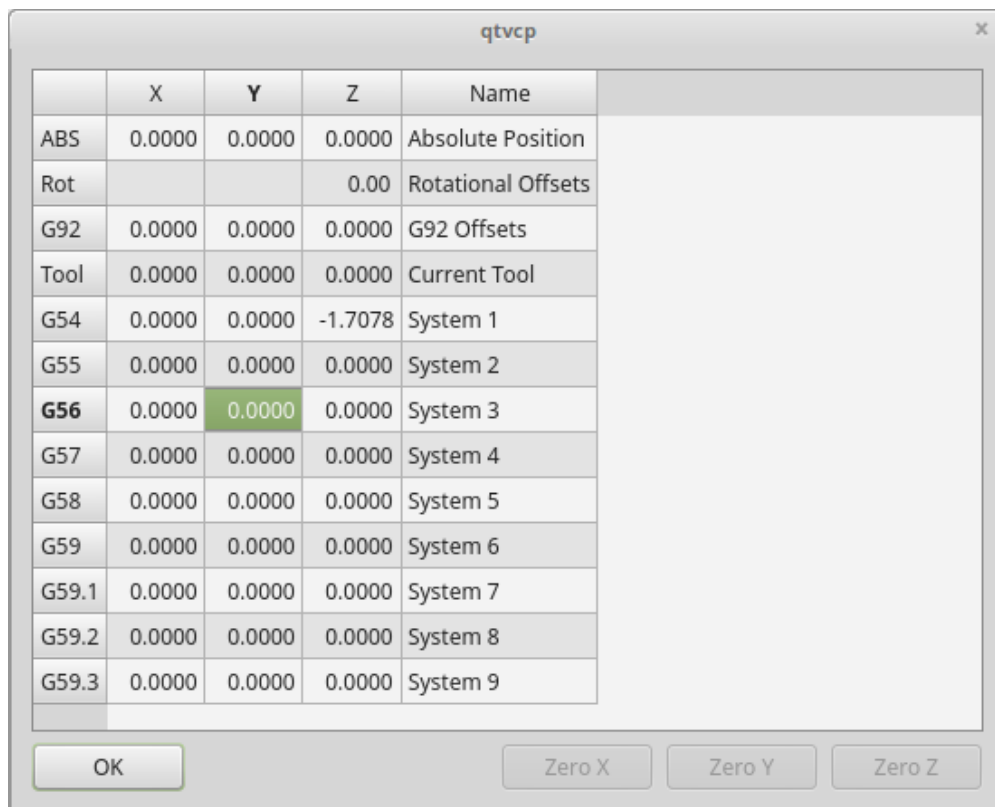 qtvcp ×
X Y Z Name
ABS 0.0000 0.0000 0.0000 Absolute Position
Rot 0.00 Rotational Offsets
G92 0.0000 0.0000 0.0000 G92 Offsets
Tool 0.0000 0.0000 0.0000 Current Tool
G54 0.0000 0.0000 -1.7078 System 1
G55 0.0000 0.0000 0.0000 System 2
G56 0.0000 0.0000 0.0000 System 3
G57 0.0000 0.0000 0.0000 System 4
G58 0.0000 0.0000 0.0000 System 5
G59 0.0000 0.0000 0.0000 System 6
G59.1 0.0000 0.0000 0.0000 System 7
G59.2 0.0000 0.0000 0.0000 System 8
G59.3 0.0000 0.0000 0.0000 System 9
OK Zero X Zero Y Zero Z